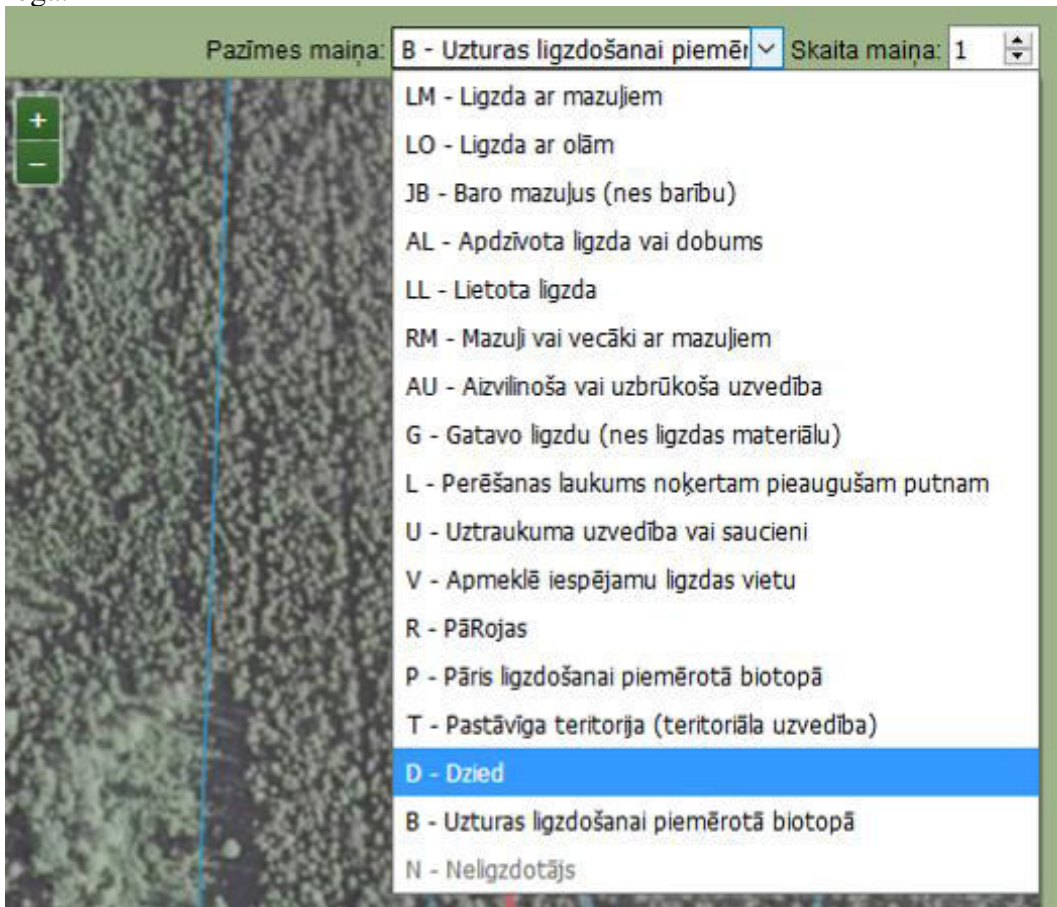 Pazīmes maiņa: B - Uzturas ligzdošanai piemēr Skaita maiņa: 1
+
−
LM - Ligzda ar mazuļiem
LO - Ligzda ar olām
JB - Baro mazuļus (nes barību)
AL - Apdzīvota ligzda vai dobums
LL - Lietota ligzda
RM - Mazuļi vai vecāki ar mazuļiem
AU - Aizvilinoša vai uzbrūkoša uzvedība
G - Gatavo ligzdu (nes ligzdas materiālu)
L - Perēšanas laukums noķertam pieaugušam putnam
U - Uztraukuma uzvedība vai saucieni
V - Apmeklē iespējamu ligzdas vietu
R - PāRojas
P - Pāris ligzdošanai piemērotā biotopā
T - Pastāvīga teritorija (teritoriāla uzvedība)
D - Dzied
B - Uzturas ligzdošanai piemērotā biotopā
N - Neligzdotājs